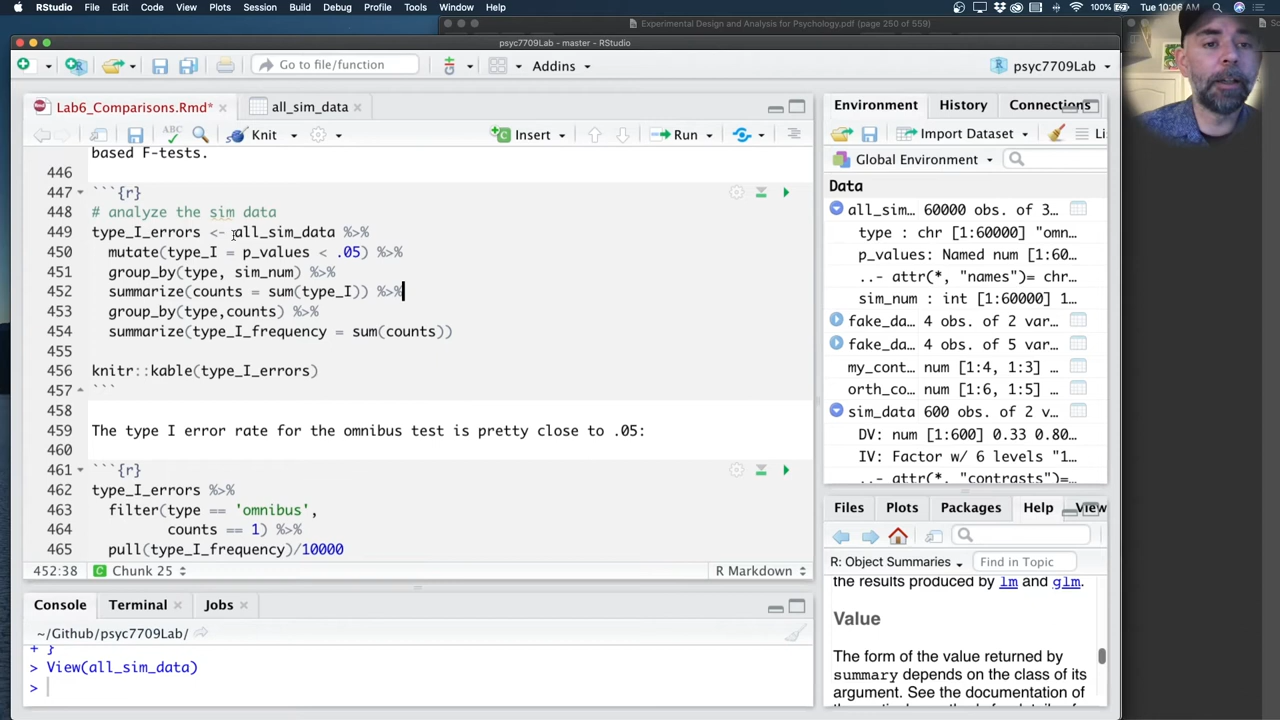 RStudio File Edit Code View Plots Session Build Debug Profile Tools Window Help 100% Tue 10:06 AM
Experimental Design and Analysis for Psychology.pdf (page 250 of 559)
psyc7709Lab - master - RStudio
Go to file/function Addins psyc7709Lab
Lab6_Comparisons.Rmd* all_sim_data
Knit Insert Run
based F-tests.
446
447 ```{r}
448 # analyze the sim data
449 type_I_errors <- all_sim_data %>%
450 mutate(type_I = p_values < .05) %>%
451 group_by(type, sim_num) %>%
452 summarize(counts = sum(type_I)) %>%
453 group_by(type,counts) %>%
454 summarize(type_I_frequency = sum(counts))
455
456 knitr::kable(type_I_errors)
457 ```
458
459 The type I error rate for the omnibus test is pretty close to .05:
460
461 ```{r}
462 type_I_errors %>%
463 filter(type == 'omnibus',
464 counts == 1) %>%
465 pull(type_I_frequency)/10000
452:38 Chunk 25 R Markdown
Console Terminal Jobs
~/Github/psyc7709Lab/
+ }
> View(all_sim_data)
>
Environment History Connections
Import Dataset Li
Global Environment
Data
all_sim… 60000 obs. of 3…
type : chr [1:60000] "omn…
p_values: Named num [1:60…
..- attr(*, "names")= chr…
sim_num : int [1:60000] 1…
fake_da… 4 obs. of 2 var…
fake_da… 4 obs. of 5 var…
my_cont… num [1:4, 1:3] …
orth_co… num [1:6, 1:5] …
sim_data 600 obs. of 2 v…
DV: num [1:600] 0.33 0.80…
IV: Factor w/ 6 levels "1…
..- attr(*, "contrasts")=…
Files Plots Packages Help View
R: Object Summaries Find in Topic
the results produced by lm and glm.
Value
The form of the value returned by
summary depends on the class of its
argument. See the documentation of